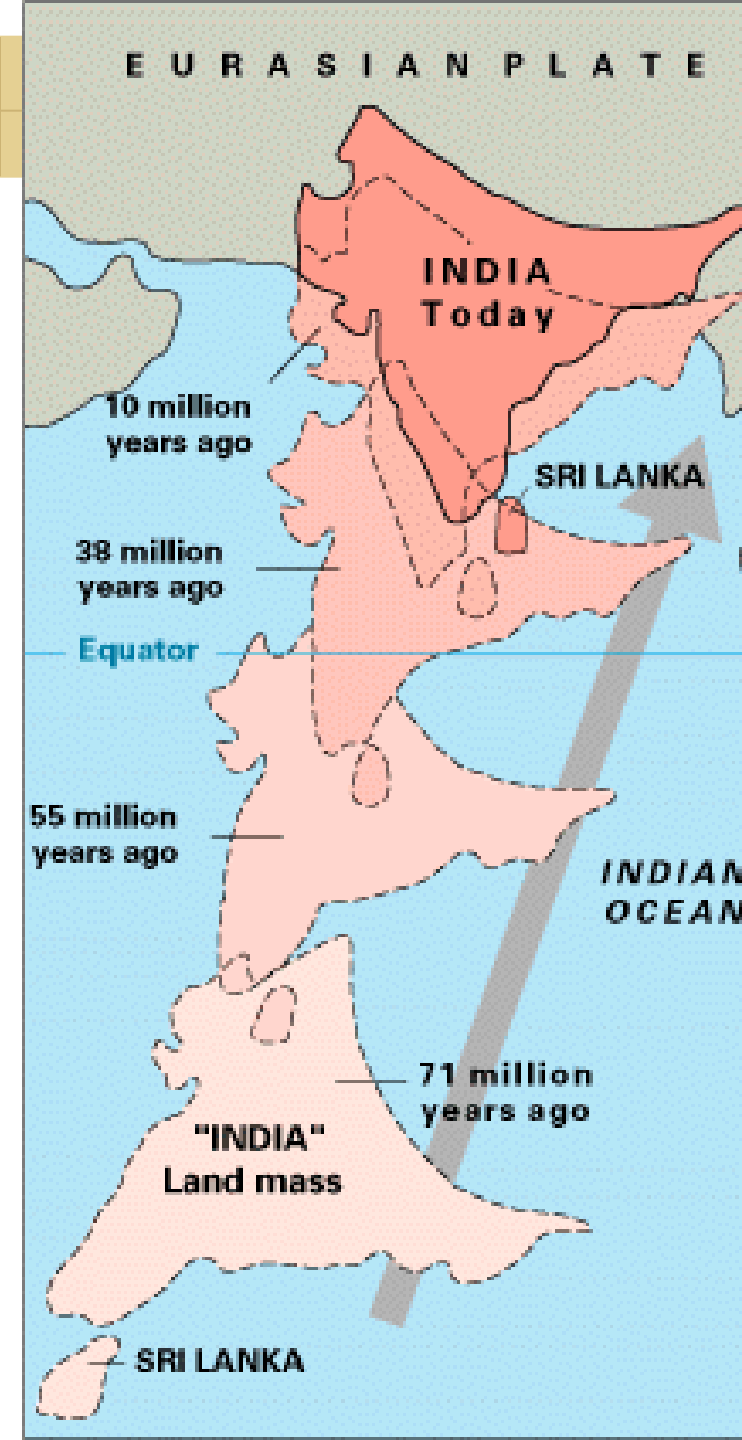 EURASIAN PLATE
INDIA
Today
10 million
years ago
SRI LANKA
38 million
years ago
Equator
55 million
years ago
INDIAN
OCEAN
71 million
years ago
"INDIA"
Land mass
SRI LANKA